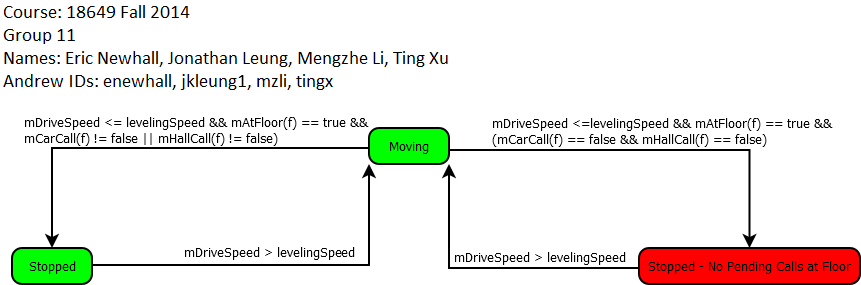 Course: 18649 Fall 2014
Group 11
Names: Eric Newhall, Jonathan Leung, Mengzhe Li, Ting Xu
Andrew IDs: enewhall, jkleung1, mzli, tingx
mDriveSpeed <= levelingSpeed && mAtFloor(f) == true &&
mCarCall(f) != false || mHallCall(f) != false)
mDriveSpeed <=levelingSpeed && mAtFloor(f) == true &&
(mCarCall(f) == false && mHallCall(f) == false)
Moving
mDriveSpeed > levelingSpeed
mDriveSpeed > levelingSpeed
Stopped
Stopped - No Pending Calls at Floor